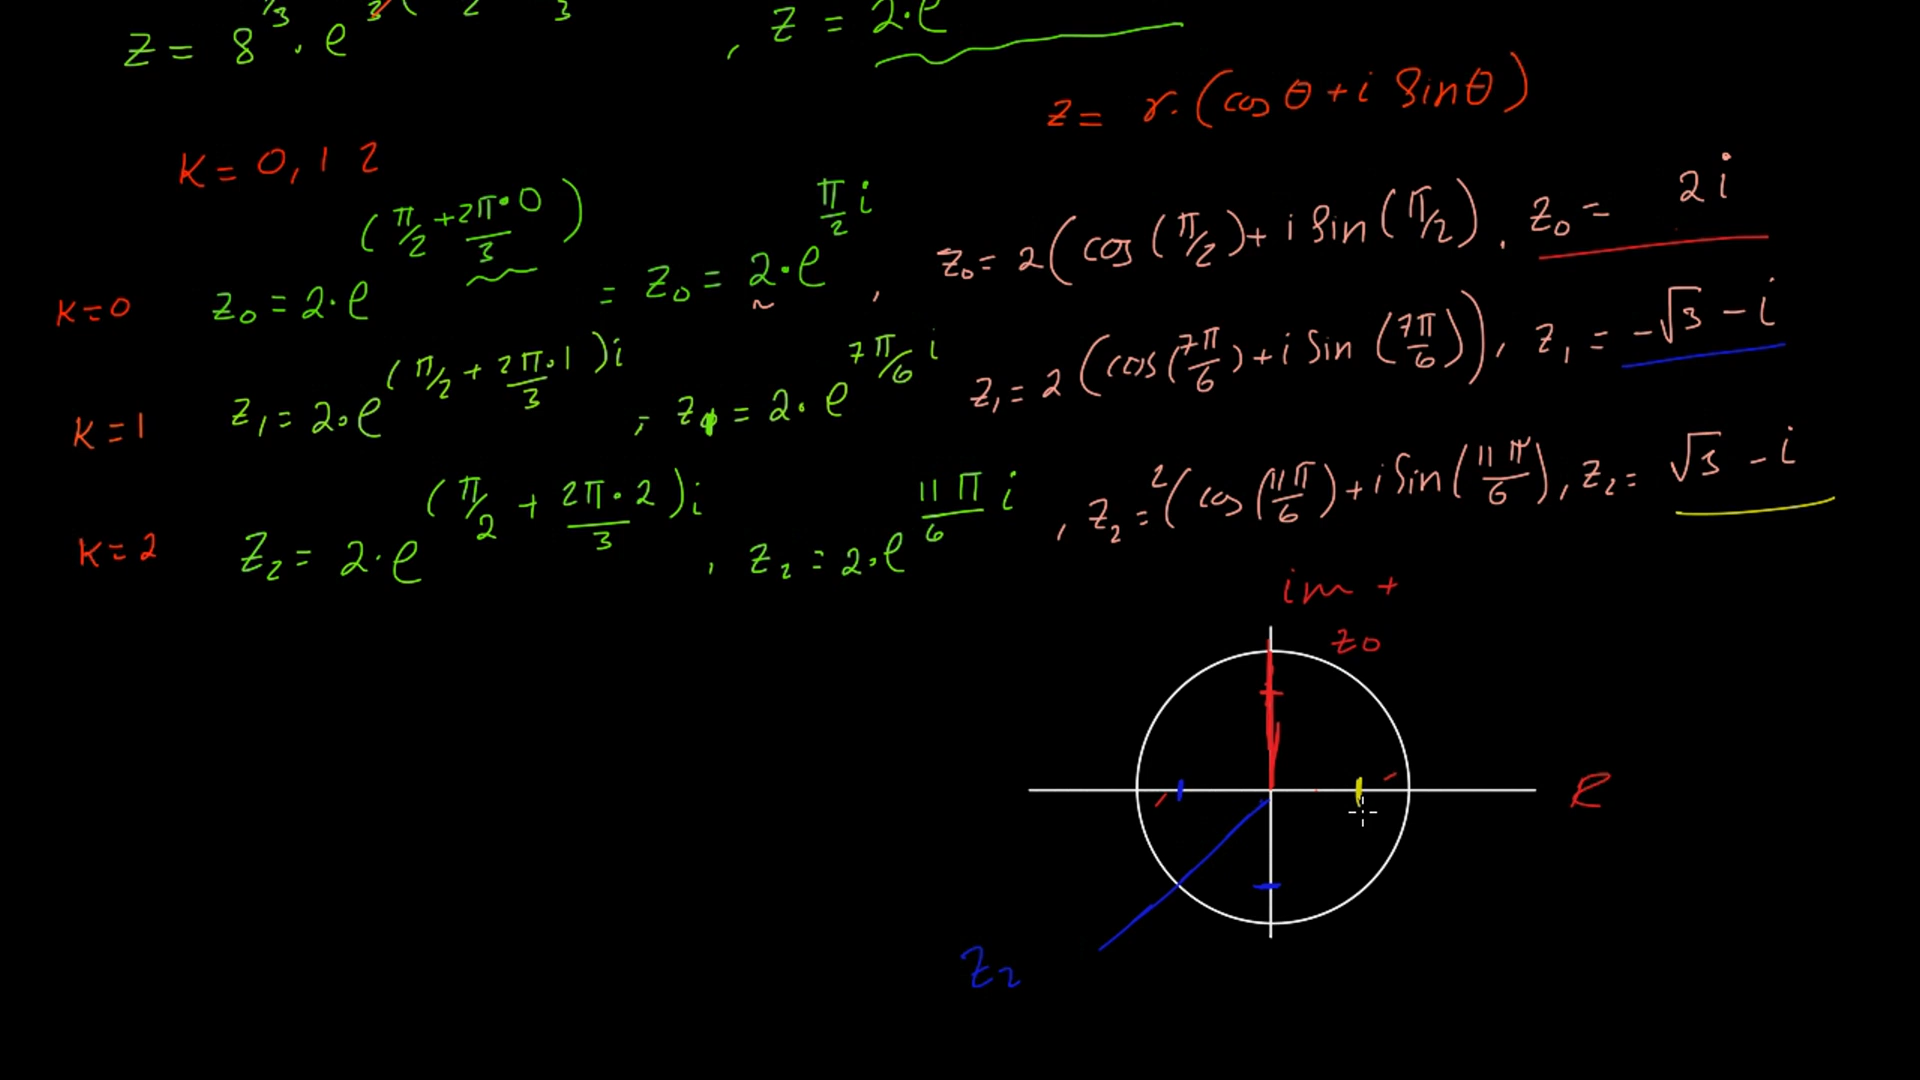 z = 8^{1/3} · e , z = 2·e
z = r·(cos θ + i sin θ)
K = 0, 1 2
K=0 z₀ = 2·e^{(π/2 + 2π·0/3)} = z₀ = 2·e^{π/2 i} , z₀ = 2(cos(π/2) + i sin(π/2). z₀ = 2i
K=1 z₁ = 2·e^{(π/2 + 2π·1/3)i} , z₁ = 2·e^{7π/6 i} z₁ = 2(cos(7π/6) + i sin(7π/6)), z₁ = -√3 - i
K=2 z₂ = 2·e^{(π/2 + 2π·2/3)i} , z₂ = 2·e^{11π/6 i} , z₂ = 2(cos(11π/6) + i sin(11π/6), z₂ = √3 - i
im +
z0
R
z₂